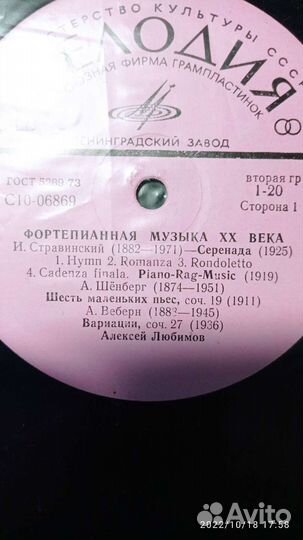 СТЕРСТВО КУЛЬТУРЫ СССР
ЕЛОДИЯ
ЮЗНАЯ ФИРМА ГРАМПЛАСТИНОК
ЕНИНГРАДСКИЙ ЗАВОД
ГОСТ 5289-73
вторая гр
С10-06869
1-20
Сторона 1
ФОРТЕПИАННАЯ МУЗЫКА XX ВЕКА
И. Стравинский (1882—1971)—Серенада (1925)
1. Hymn 2. Romanza 3. Rondoletto
4. Cadenza finala. Piano-Rag-Music (1919)
А. Шёнберг (1874—1951)
Шесть маленьких пьес, соч. 19 (1911)
А. Веберн (1883—1945)
Вариации, соч. 27 (1936)
Алексей Любимов
2022/10/18 17:58
Avito